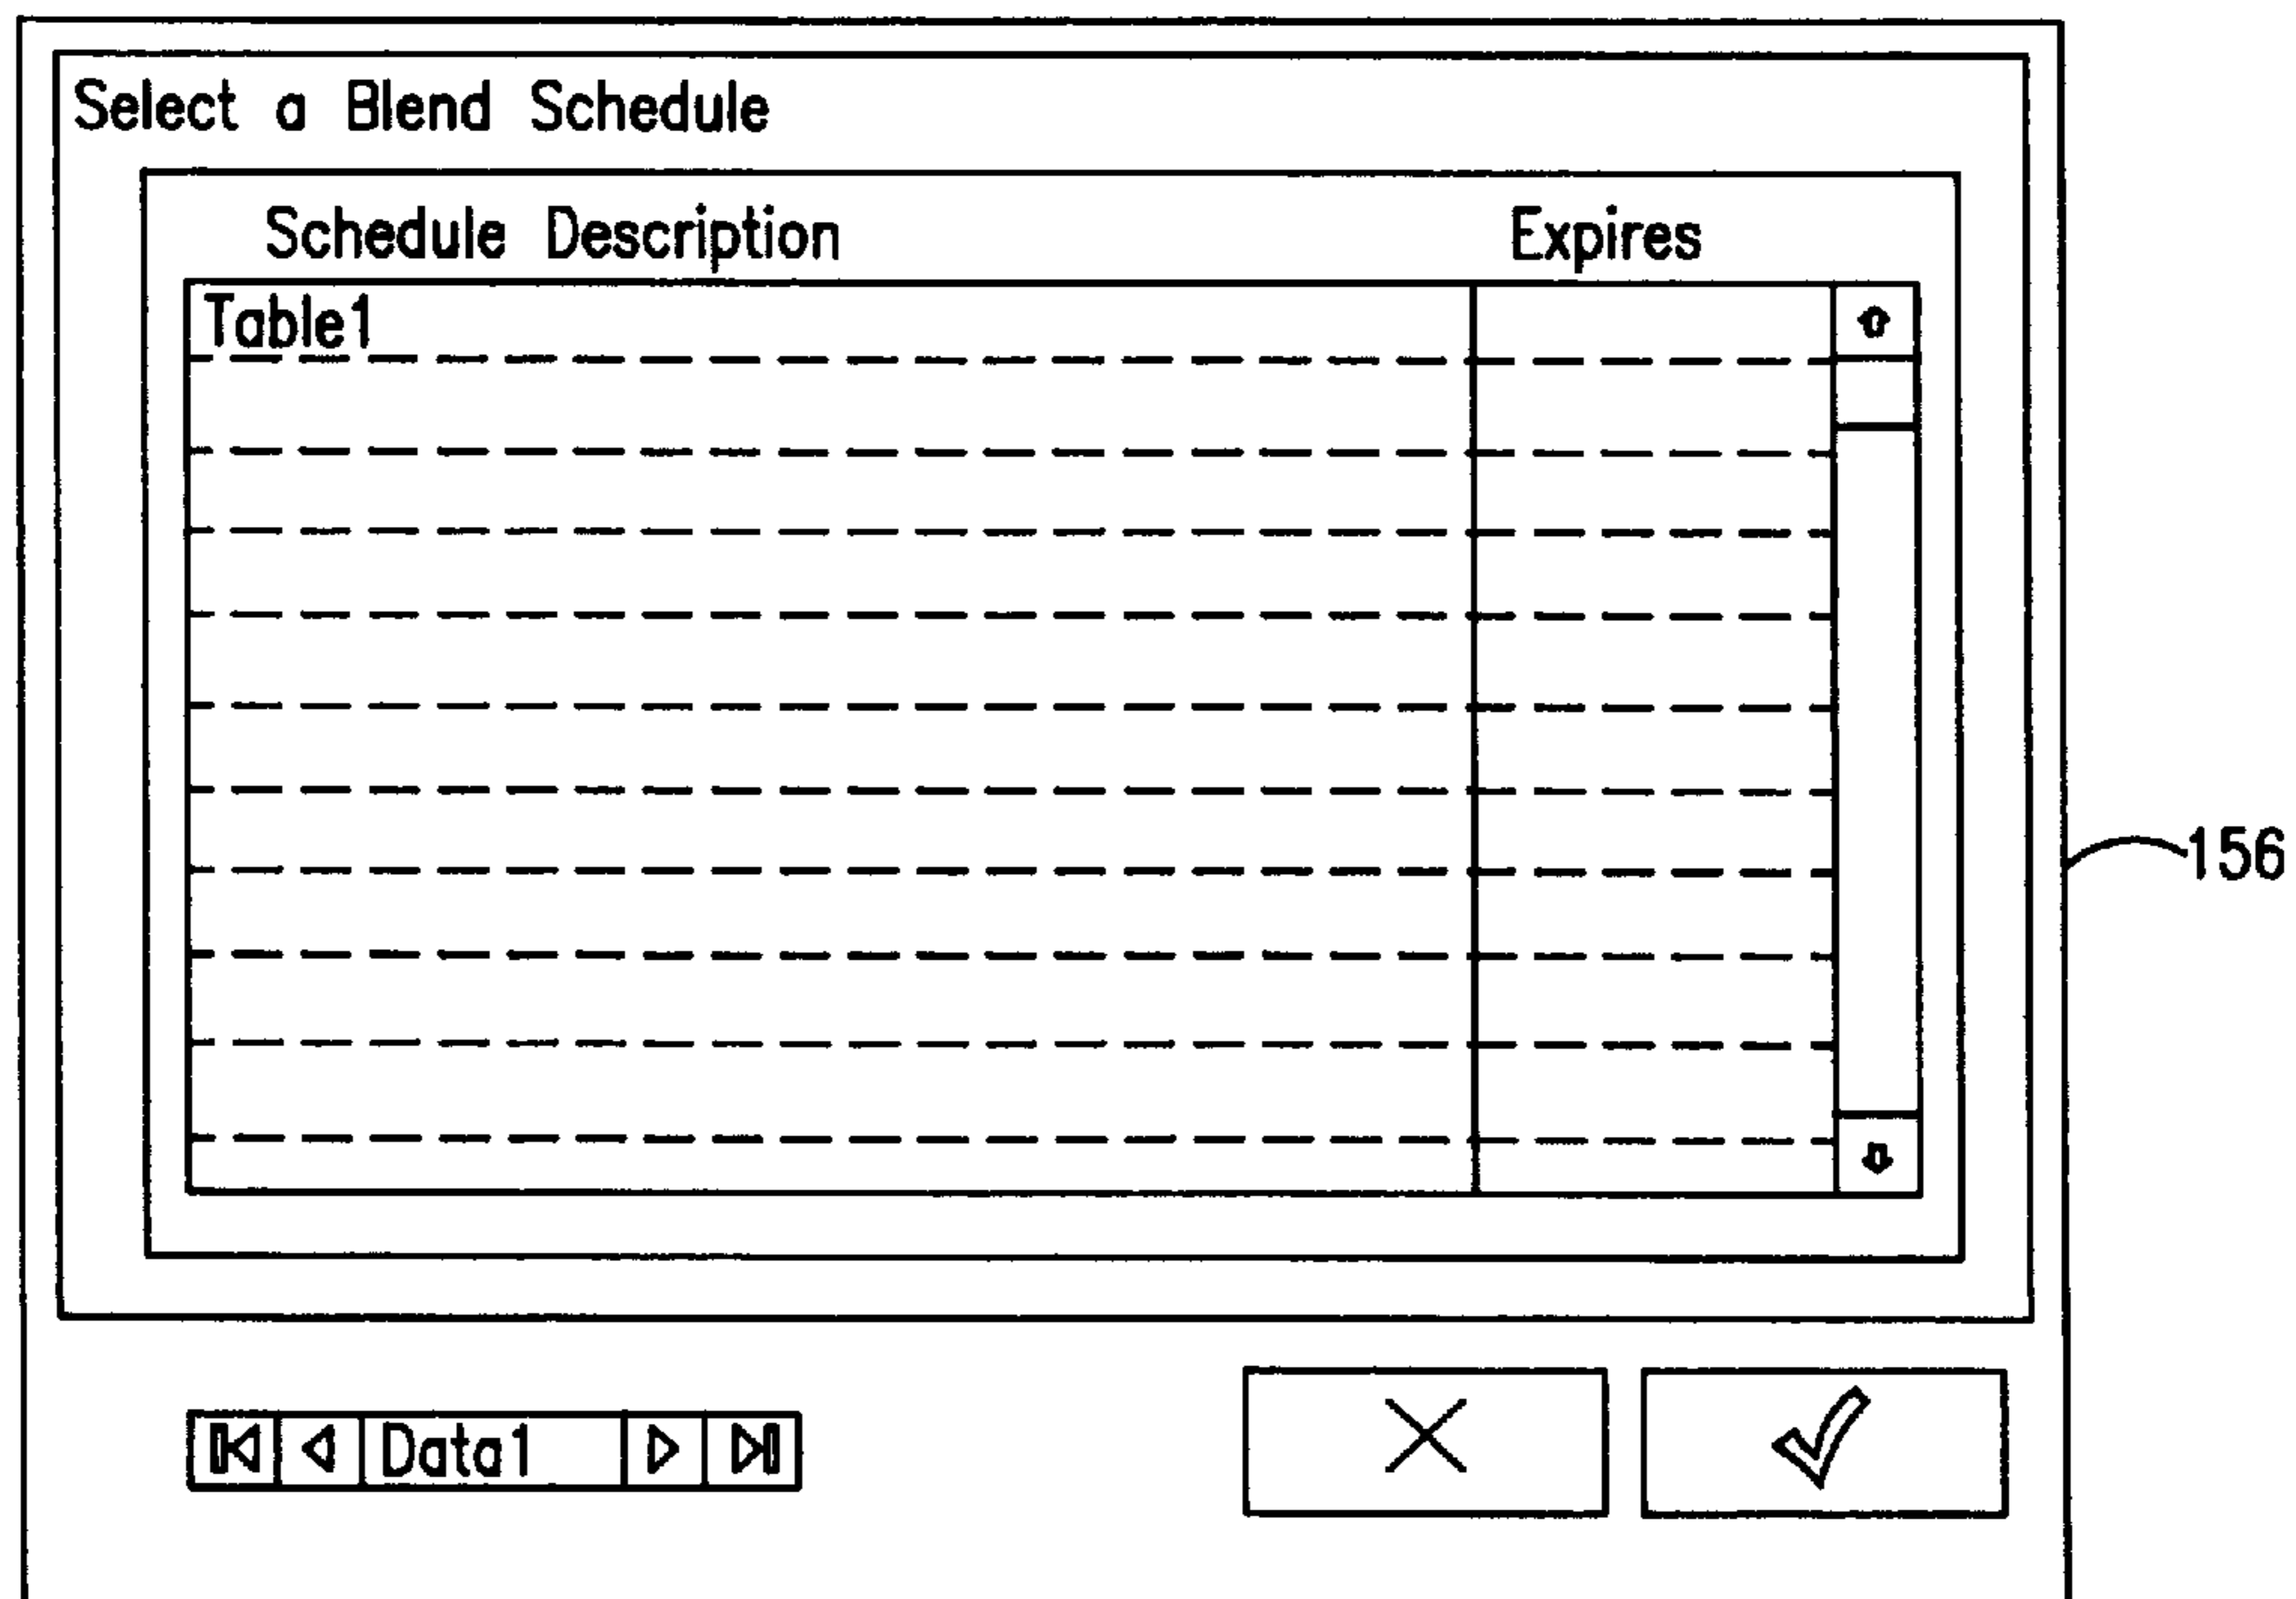 Select a Blend Schedule
Schedule Description Expires
Table1
156
Data1